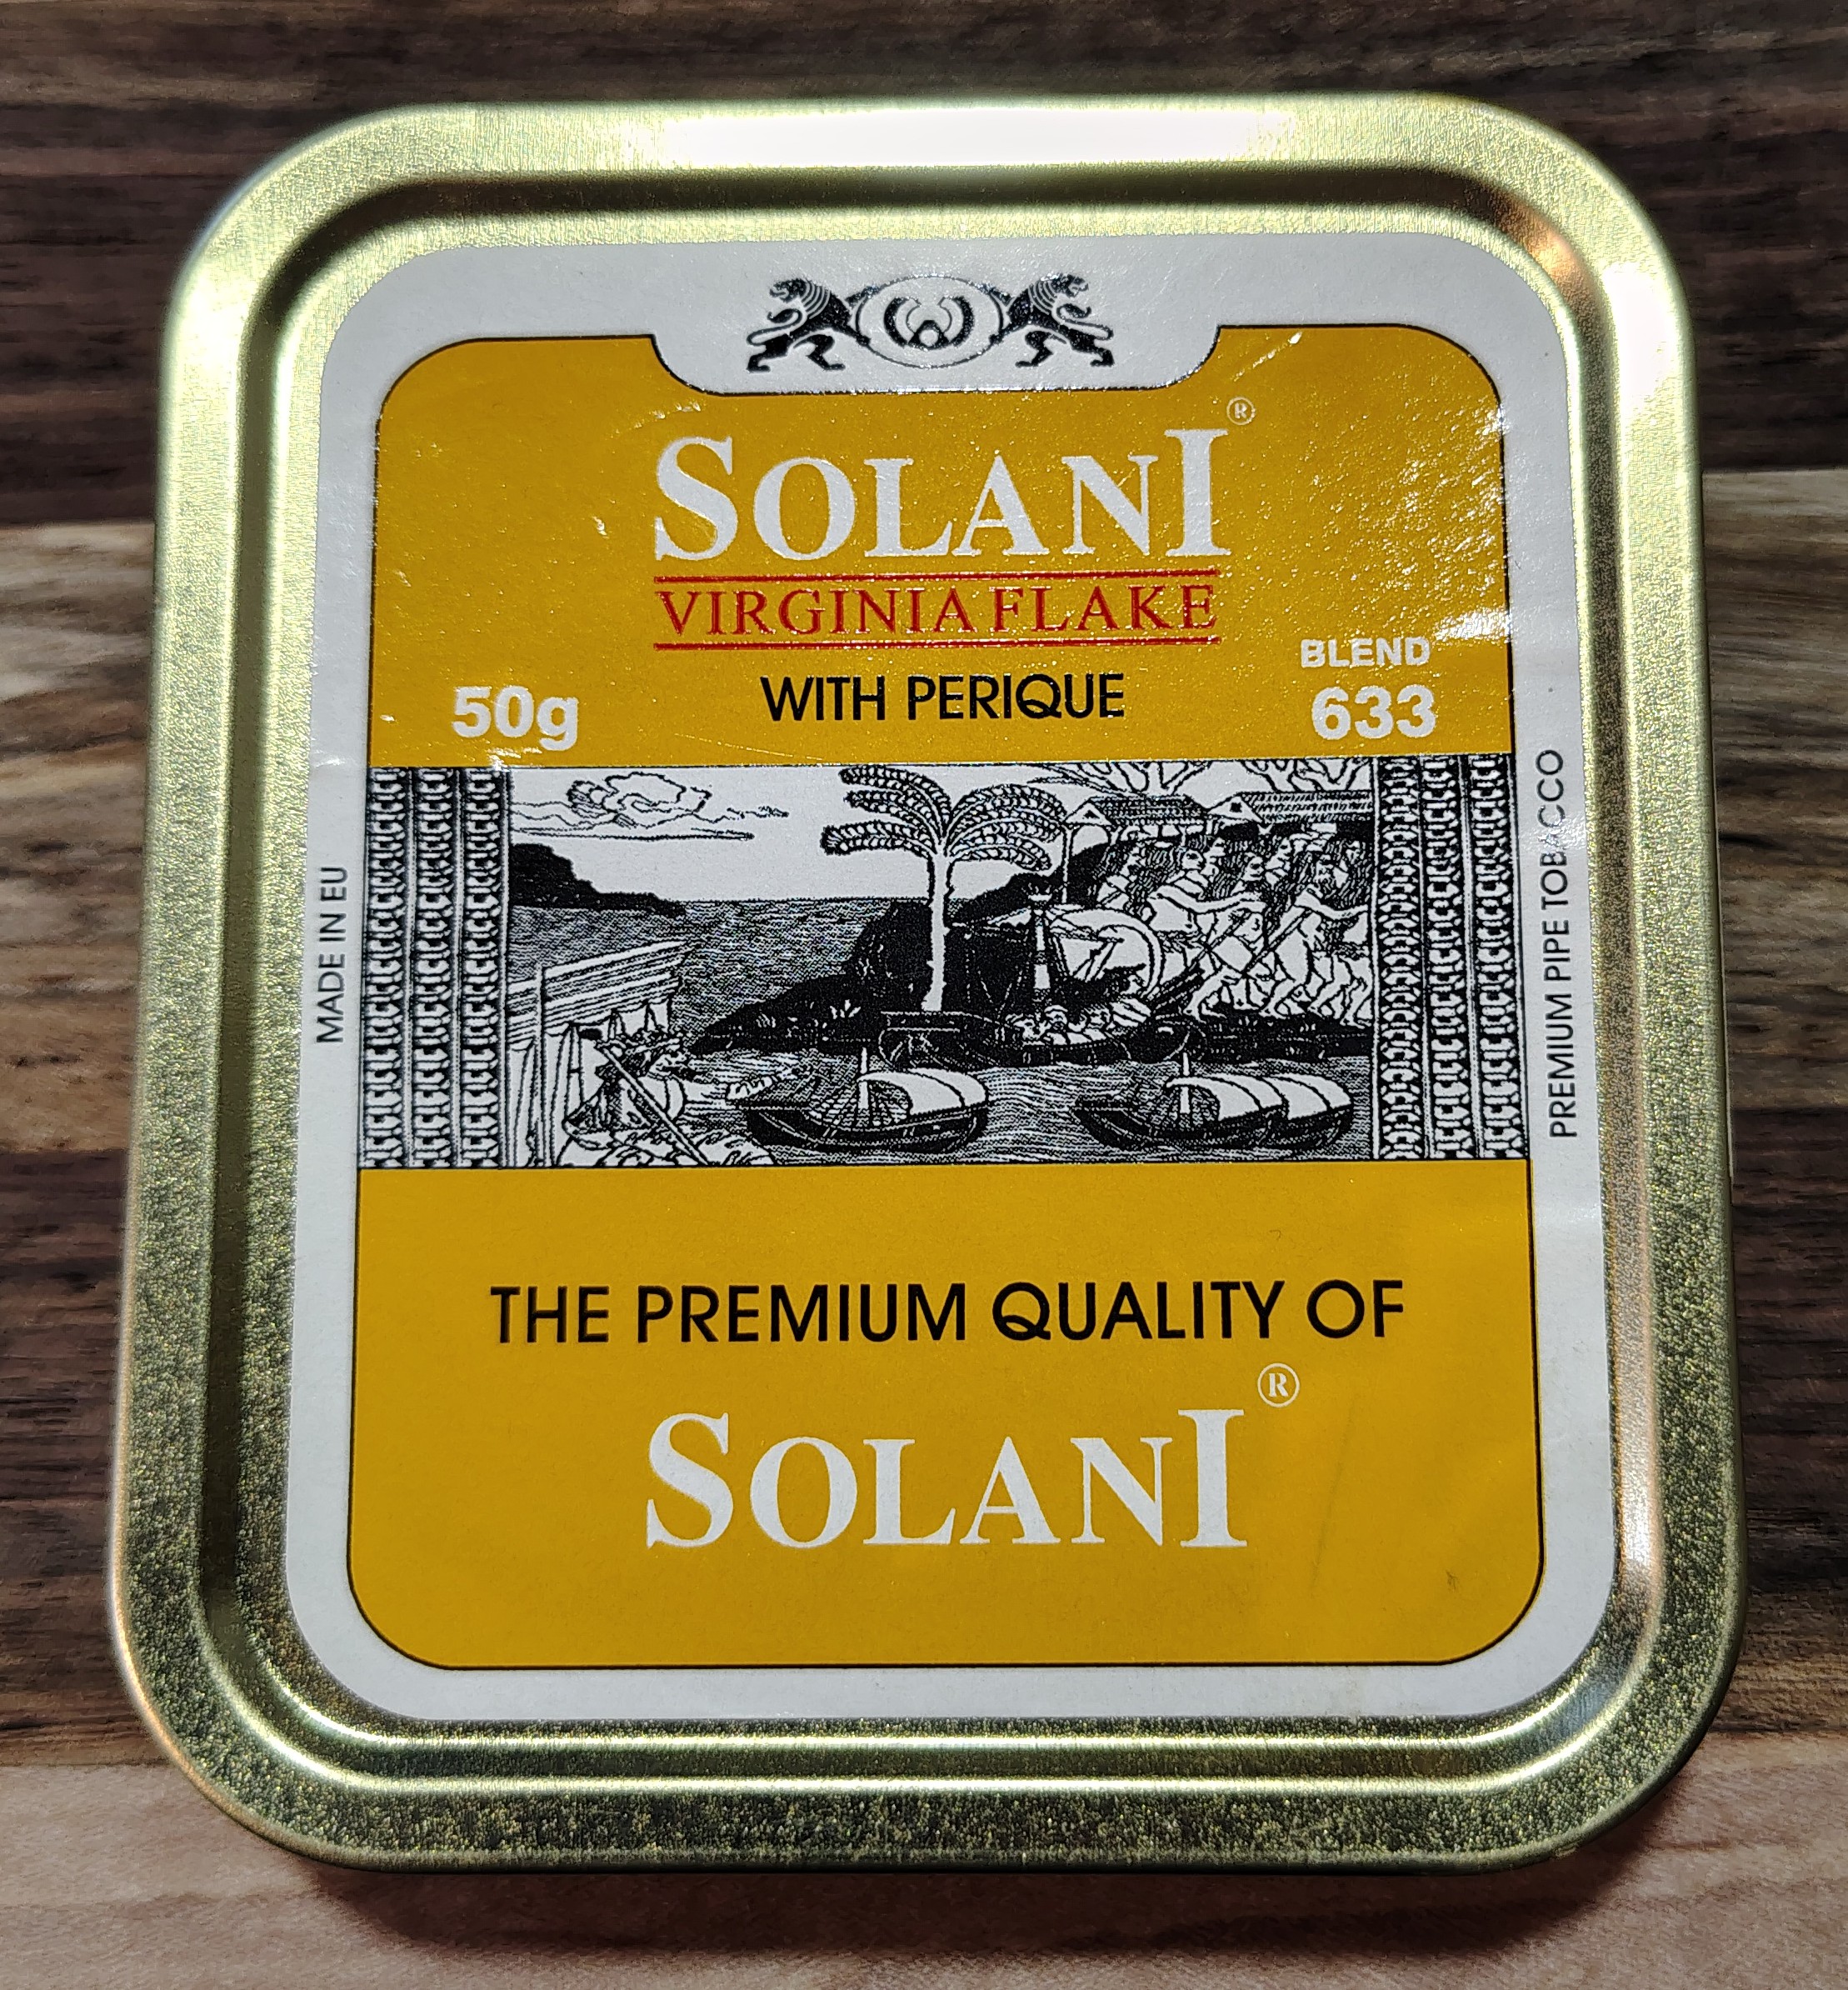 SOLANI®
VIRGINIA FLAKE
WITH PERIQUE
50g
BLEND
633
MADE IN EU
PREMIUM PIPE TOBACCO
THE PREMIUM QUALITY OF
SOLANI®